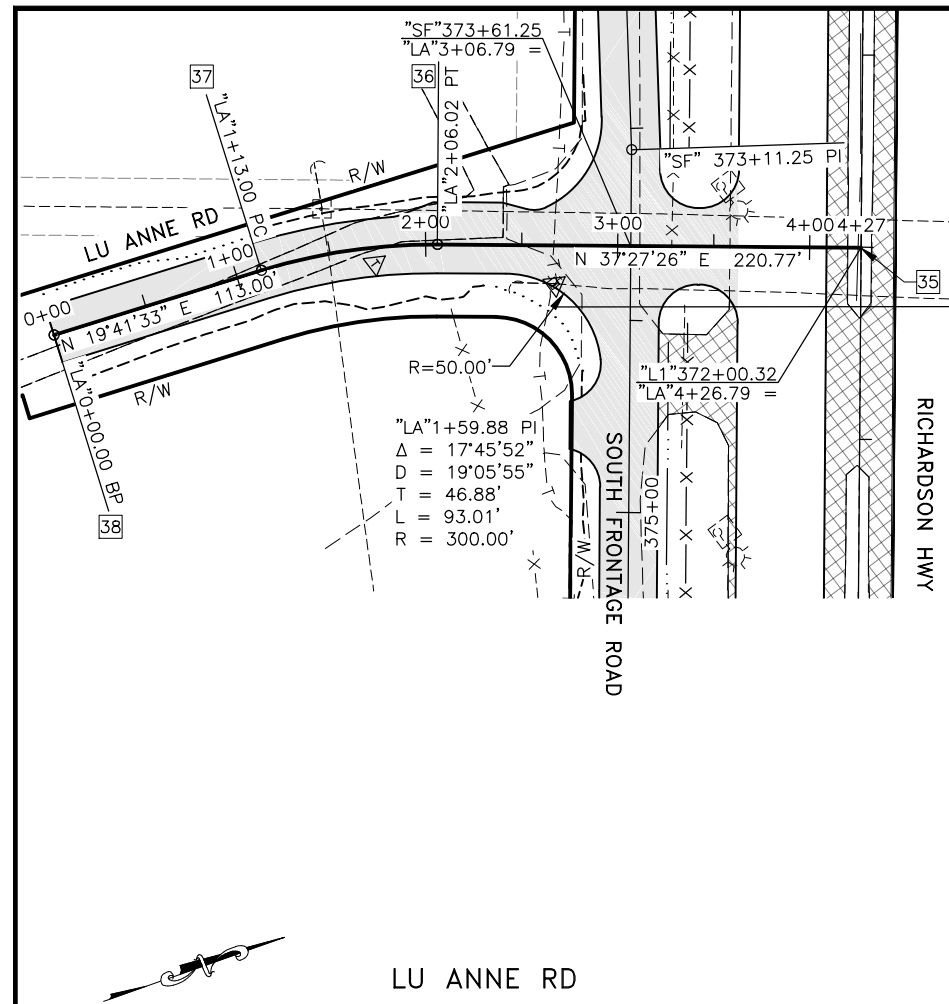 "SF"373+61.25
"LA"3+06.79 =
37
36
"LA"1+13.00 PC
"LA"2+06.02 PT
R/W
"SF" 373+11.25 PI
LU ANNE RD
0+00
1+00
2+00
3+00
4+00
4+27
N 19°41'33" E 113.00'
N 37°27'26" E 220.77'
35
R/W
R=50.00'
"L1"372+00.32
"LA"4+26.79 =
"LA"0+00.00 BP
38
"LA"1+59.88 PI
Δ = 17°45'52"
D = 19°05'55"
T = 46.88'
L = 93.01'
R = 300.00'
R/W
SOUTH FRONTAGE ROAD
375+00
RICHARDSON HWY
LU ANNE RD